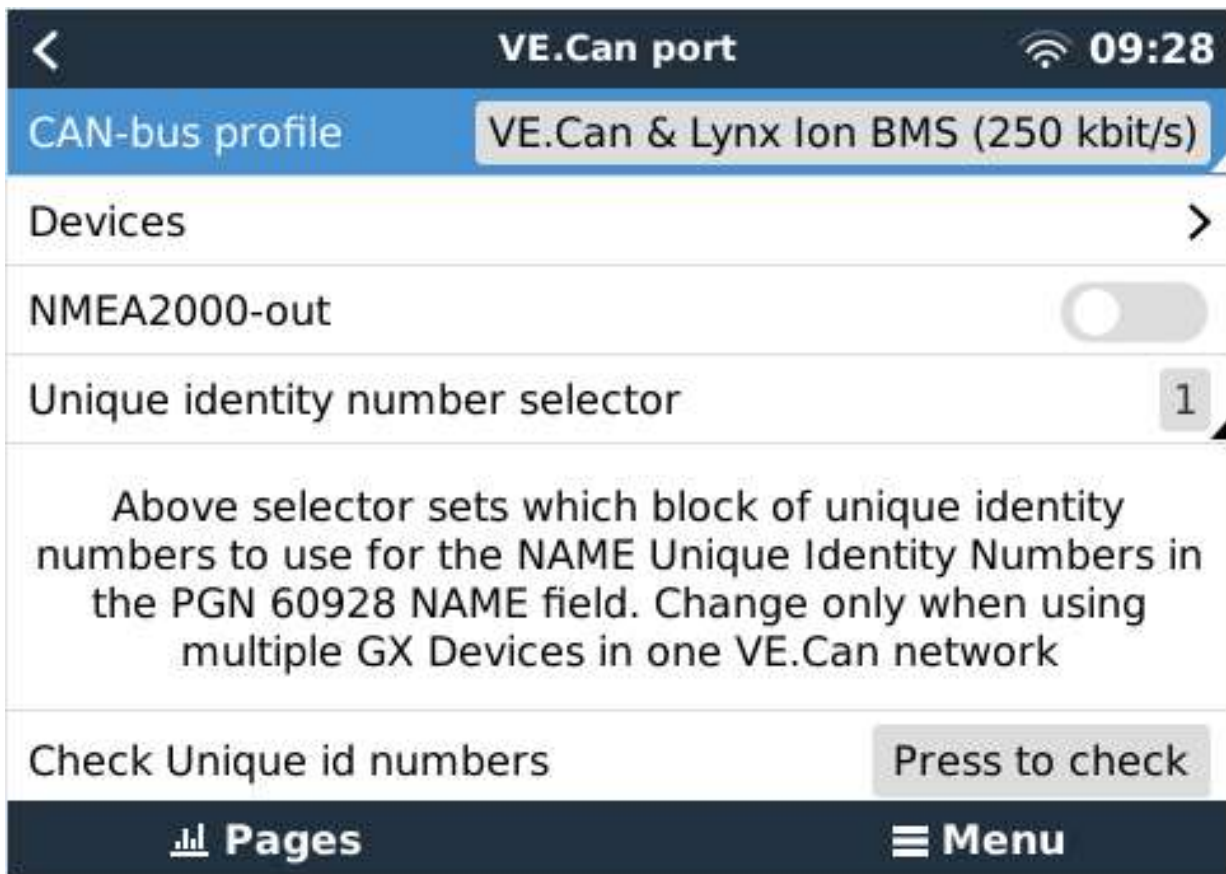 VE.Can port
09:28
CAN-bus profile
VE.Can & Lynx Ion BMS (250 kbit/s)
Devices
NMEA2000-out
Unique identity number selector
1
Above selector sets which block of unique identity
numbers to use for the NAME Unique Identity Numbers in
the PGN 60928 NAME field. Change only when using
multiple GX Devices in one VE.Can network
Check Unique id numbers
Press to check
Pages
Menu